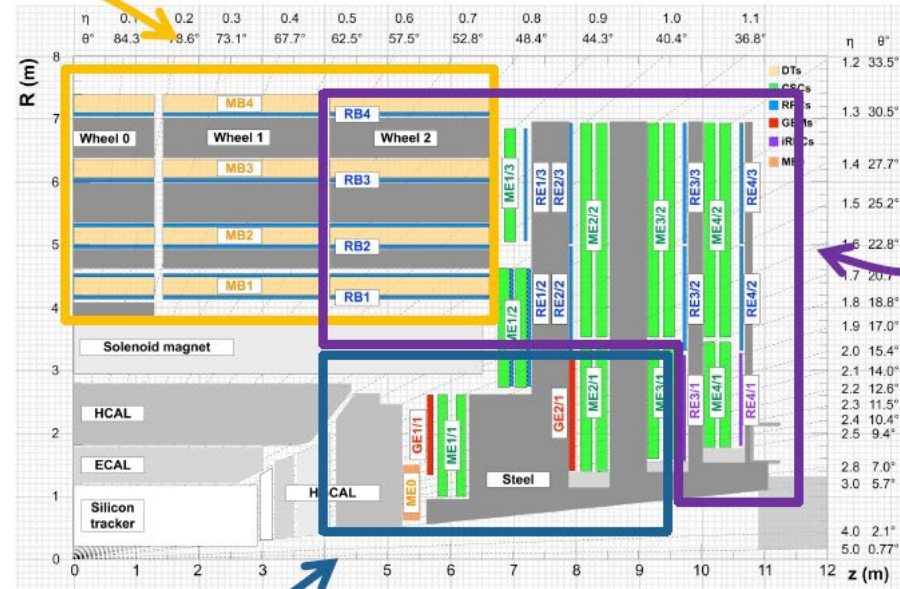 η 0.1 0.2 0.3 0.4 0.5 0.6 0.7 0.8 0.9 1.0 1.1
θ° 84.3° 78.6° 73.1° 67.7° 62.5° 57.5° 52.8° 48.4° 44.3° 40.4° 36.8°
η θ°
R (m)
8
7
6
5
4
3
2
1
0
1.2 33.5°
1.3 30.5°
1.4 27.7°
1.5 25.2°
1.6 22.8°
1.7 20.7°
1.8 18.8°
1.9 17.0°
2.0 15.4°
2.1 14.0°
2.2 12.6°
2.3 11.5°
2.4 10.4°
2.5 9.4°
2.8 7.0°
3.0 5.7°
4.0 2.1°
5.0 0.77°
DTs
CSCs
RPCs
GEMs
iRPCs
ME0
MB4
RB4
Wheel 0 Wheel 1 Wheel 2
MB3
RB3
MB2
RB2
MB1
RB1
Solenoid magnet
HCAL
ECAL
Silicon
tracker
Steel
GE1/1
ME1/1
ME0
ME1/3
ME1/2
RE1/3
RE2/3
RE1/2
RE2/2
GE2/1
ME2/2
ME2/1
ME3/2
ME3/1
RE3/3
RE3/2
RE3/1
ME4/2
ME4/1
RE4/3
RE4/2
RE4/1
0 1 2 3 5 6 7 8 9 10 11 12 z (m)